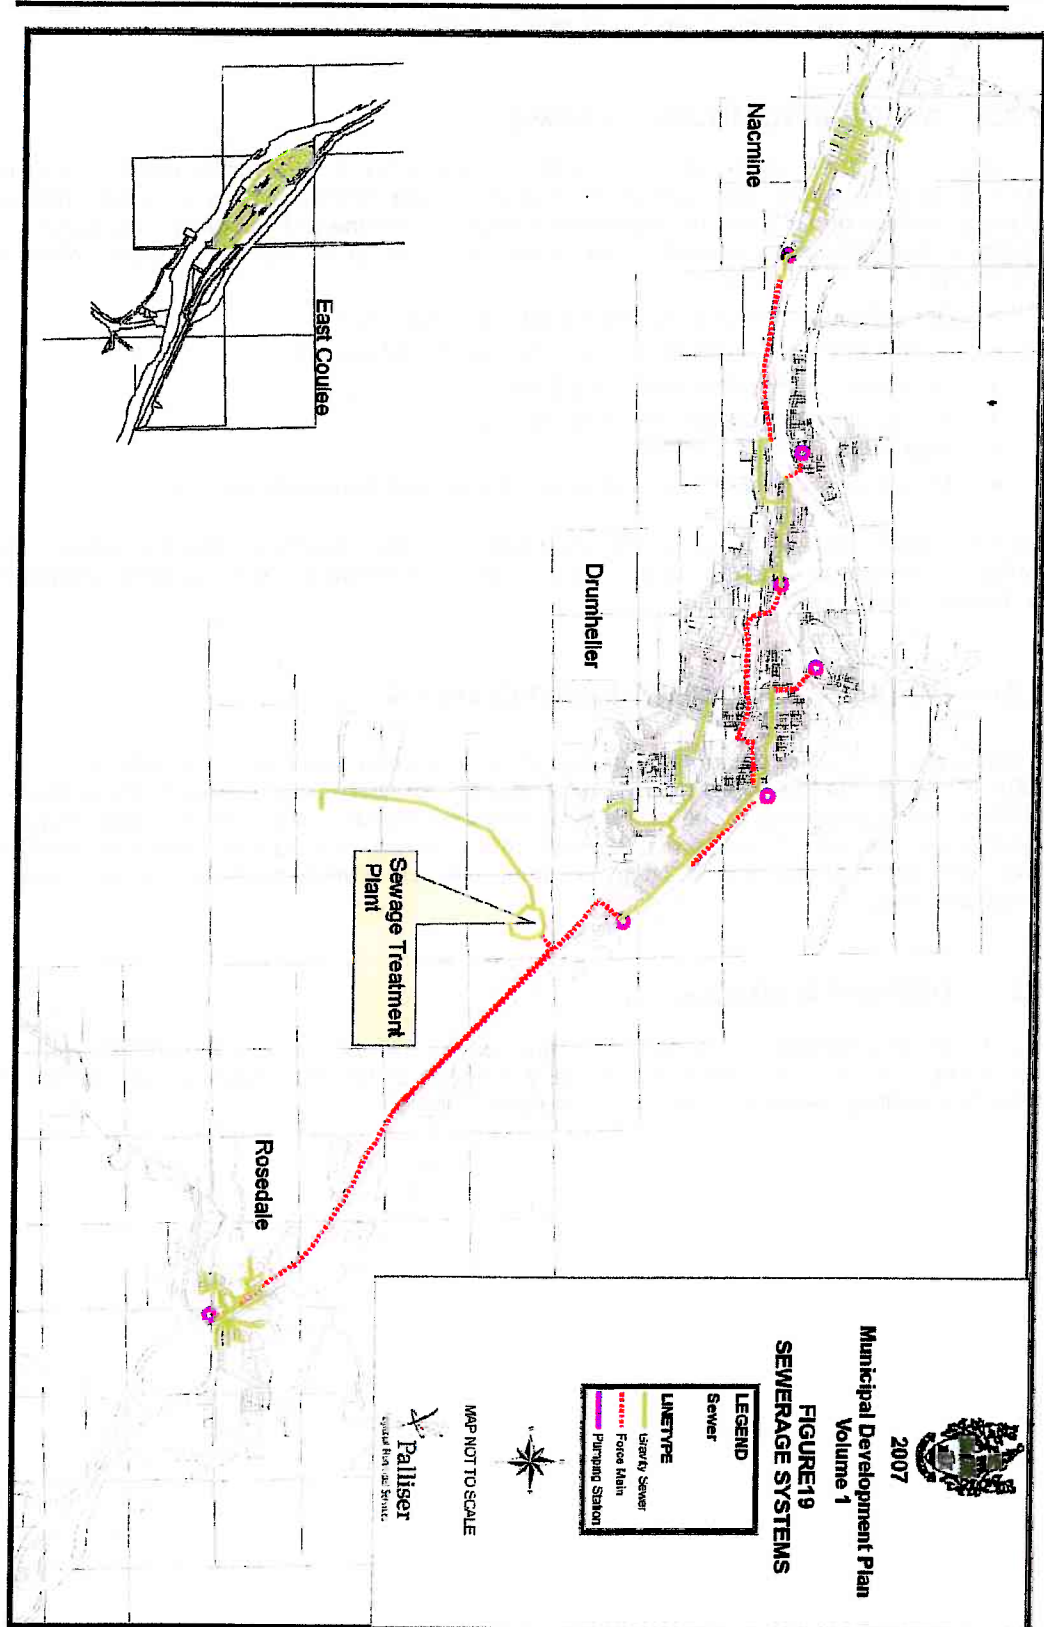 Municipal Development Plan
Volume 1
2007
FIGURE19
SEWERAGE SYSTEMS
LEGEND
Sewer
LINETYPE
Gravity Sewer
Force Main
Pumping Station
MAP NOT TO SCALE
Palliser
Nacmine
Drumheller
East Coulee
Sewage Treatment
Plant
Rosedale